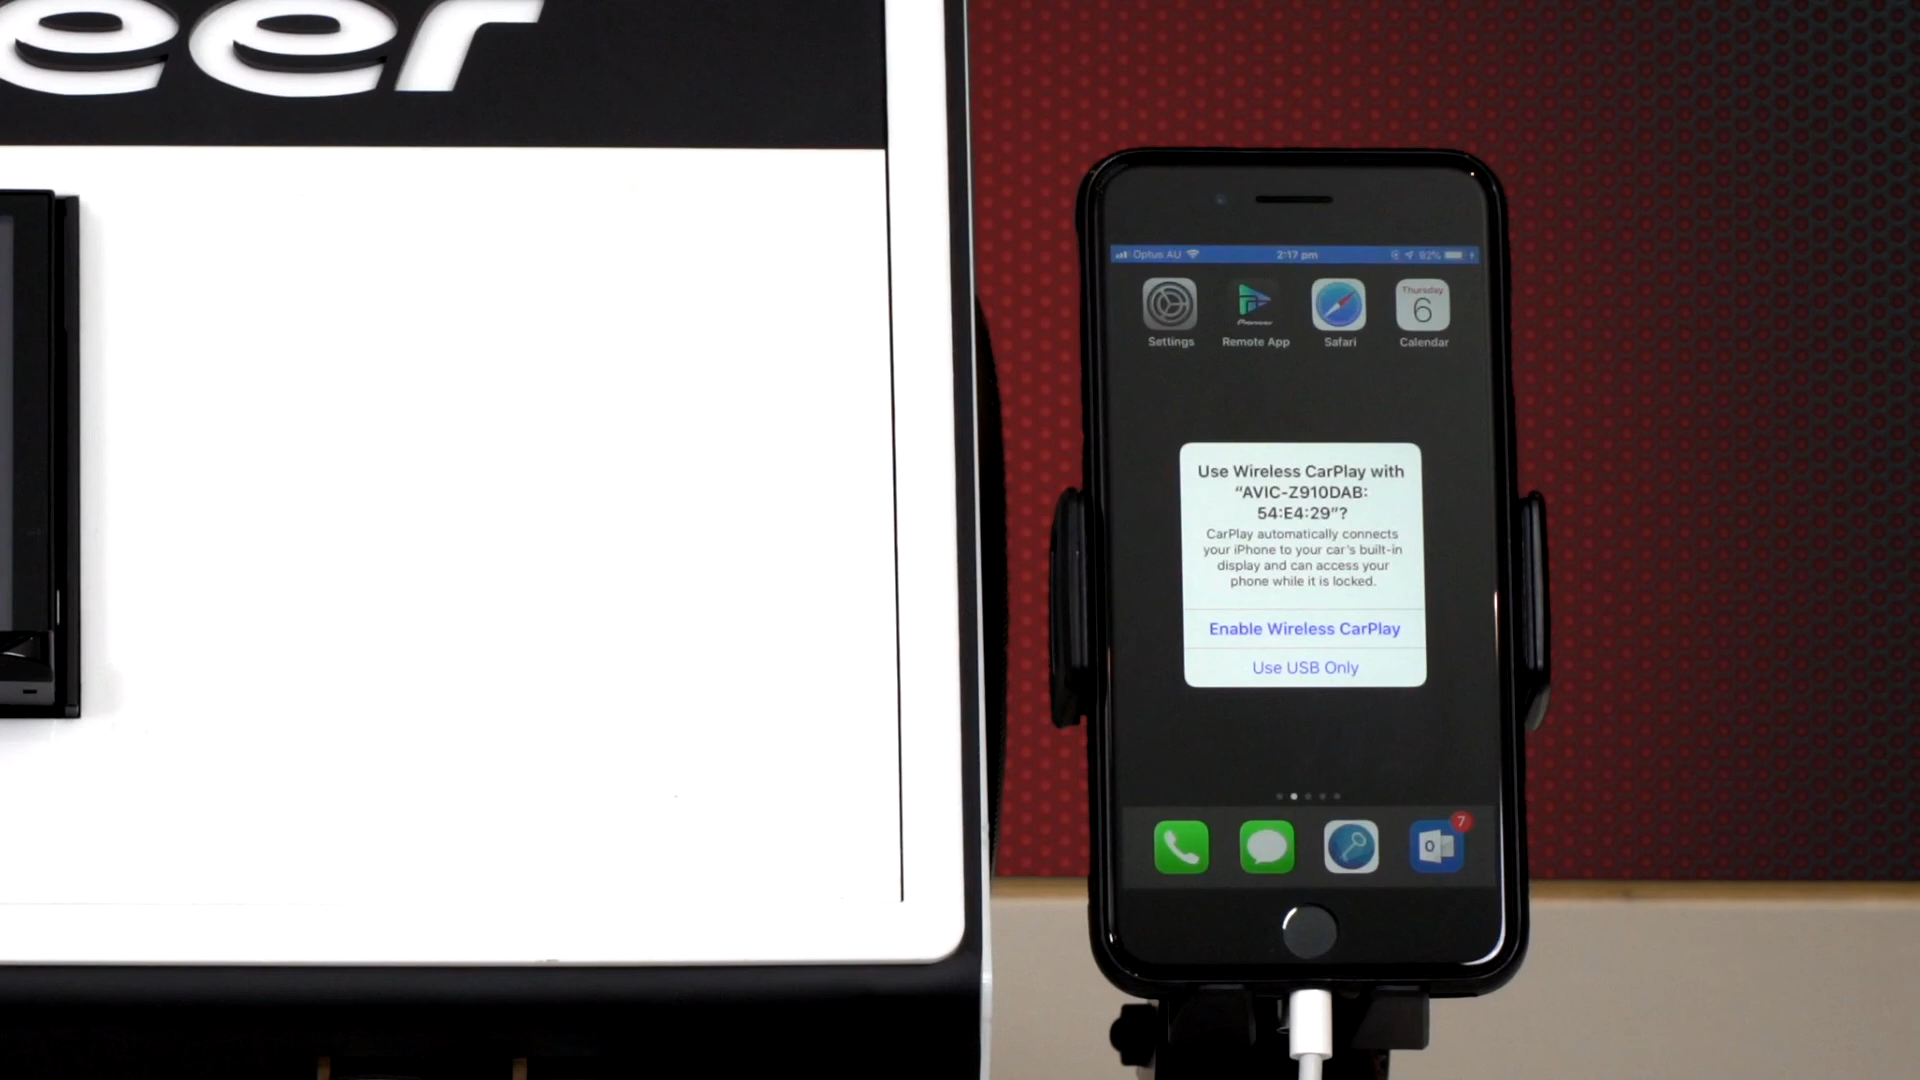 eer
Optus AU
2:17 pm
92%
Thursday
6
Pioneer
Settings
Remote App
Safari
Calendar
Use Wireless CarPlay with
“AVIC-Z910DAB:
54:E4:29”?
CarPlay automatically connects
your iPhone to your car’s built-in
display and can access your
phone while it is locked.
Enable Wireless CarPlay
Use USB Only
7
O